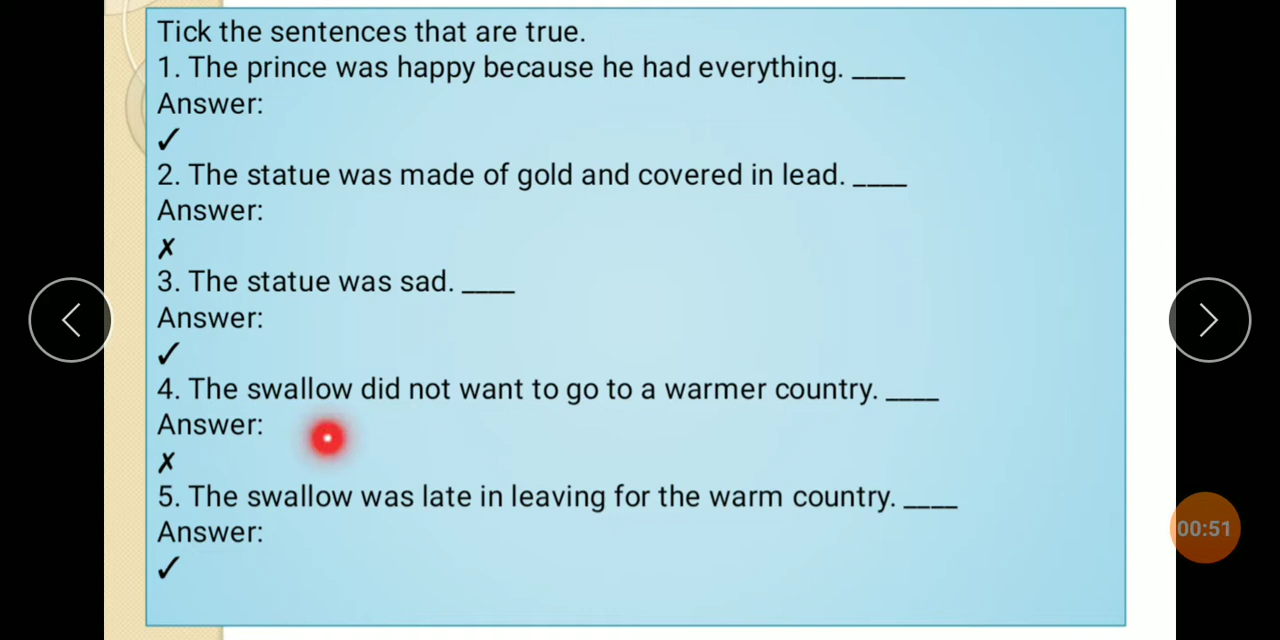 Tick the sentences that are true.
1. The prince was happy because he had everything. ____
Answer:
✓
2. The statue was made of gold and covered in lead. ____
Answer:
✗
3. The statue was sad. ____
Answer:
✓
4. The swallow did not want to go to a warmer country. ____
Answer:
✗
5. The swallow was late in leaving for the warm country. ____
Answer:
✓
00:51